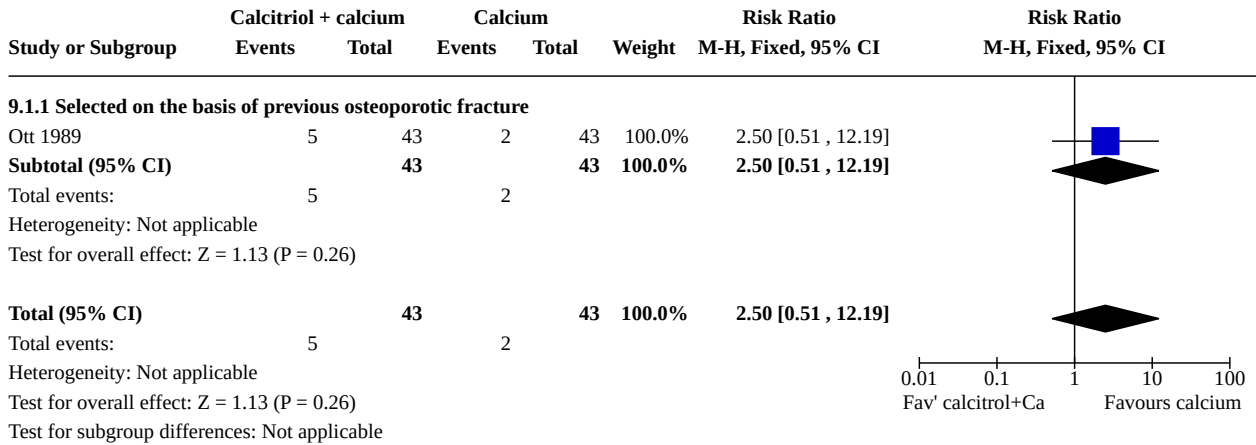 Calcitriol + calcium Calcium Risk Ratio Risk Ratio
Study or Subgroup Events Total Events Total Weight M-H, Fixed, 95% CI M-H, Fixed, 95% CI
9.1.1 Selected on the basis of previous osteoporotic fracture
Ott 1989 5 43 2 43 100.0% 2.50 [0.51 , 12.19]
Subtotal (95% CI) 43 43 100.0% 2.50 [0.51 , 12.19]
Total events: 5 2
Heterogeneity: Not applicable
Test for overall effect: Z = 1.13 (P = 0.26)
Total (95% CI) 43 43 100.0% 2.50 [0.51 , 12.19]
Total events: 5 2
Heterogeneity: Not applicable 0.01 0.1 1 10 100
Test for overall effect: Z = 1.13 (P = 0.26) Fav' calcitrol+Ca Favours calcium
Test for subgroup differences: Not applicable